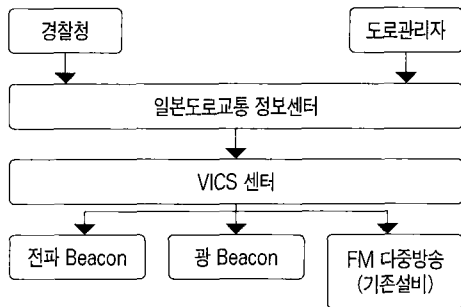 경찰청
도로관리자
일본도로교통 정보센터
VICS 센터
전파 Beacon
광 Beacon
FM 다중방송
(기존설비)